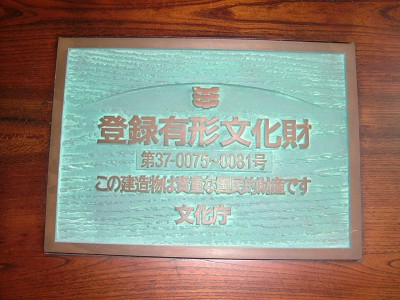 登録有形文化財
第37-0075~0081号
この建造物は貴重な国民的財産です
文化庁